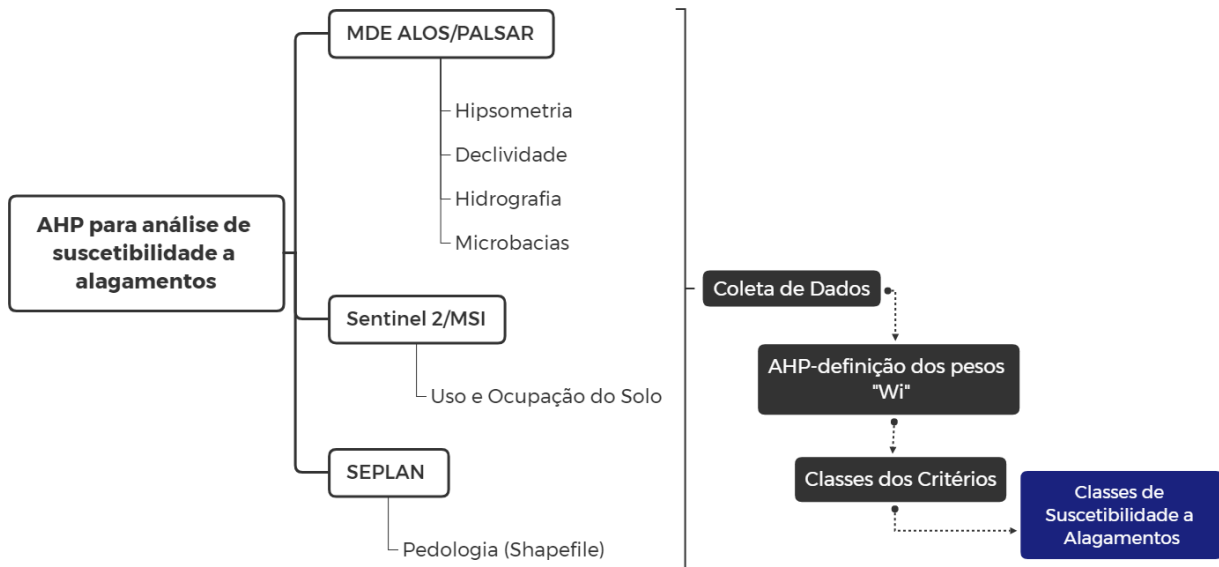 AHP para análise de
suscetibilidade a
alagamentos
MDE ALOS/PALSAR
Hipsometria
Declividade
Hidrografia
Microbacias
Sentinel 2/MSI
Uso e Ocupação do Solo
SEPLAN
Pedologia (Shapefile)
Coleta de Dados
AHP-definição dos pesos
"Wi"
Classes dos Critérios
Classes de
Suscetibilidade a
Alagamentos